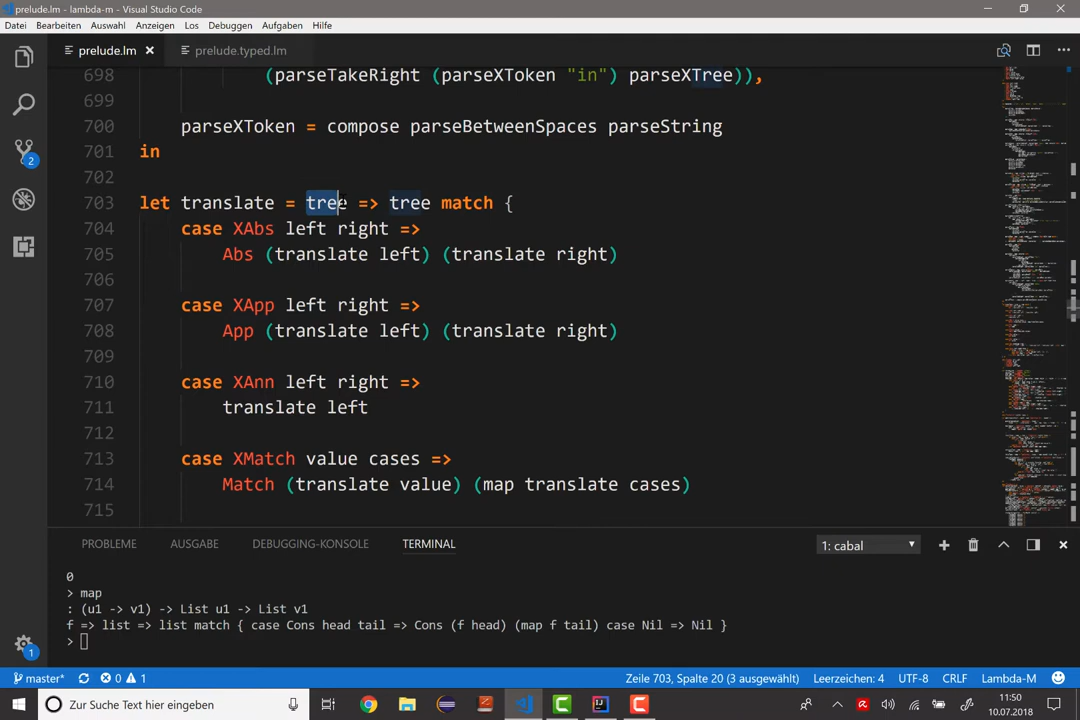 prelude.lm - lambda-m - Visual Studio Code
Datei Bearbeiten Auswahl Anzeigen Los Debuggen Aufgaben Hilfe
prelude.lm prelude.typed.lm
698 (parseTakeRight (parseXToken "in") parseXTree)),
699
700 parseXToken = compose parseBetweenSpaces parseString
701 in
702
703 let translate = tree => tree match {
704 case XAbs left right =>
705 Abs (translate left) (translate right)
706
707 case XApp left right =>
708 App (translate left) (translate right)
709
710 case XAnn left right =>
711 translate left
712
713 case XMatch value cases =>
714 Match (translate value) (map translate cases)
715
2
1
PROBLEME AUSGABE DEBUGGING-KONSOLE TERMINAL 1: cabal
0
> map
: (u1 -> v1) -> List u1 -> List v1
f => list => list match { case Cons head tail => Cons (f head) (map f tail) case Nil => Nil }
>
master* 0 1 Zeile 703, Spalte 20 (3 ausgewählt) Leerzeichen: 4 UTF-8 CRLF Lambda-M
Zur Suche Text hier eingeben
11:50
10.07.2018